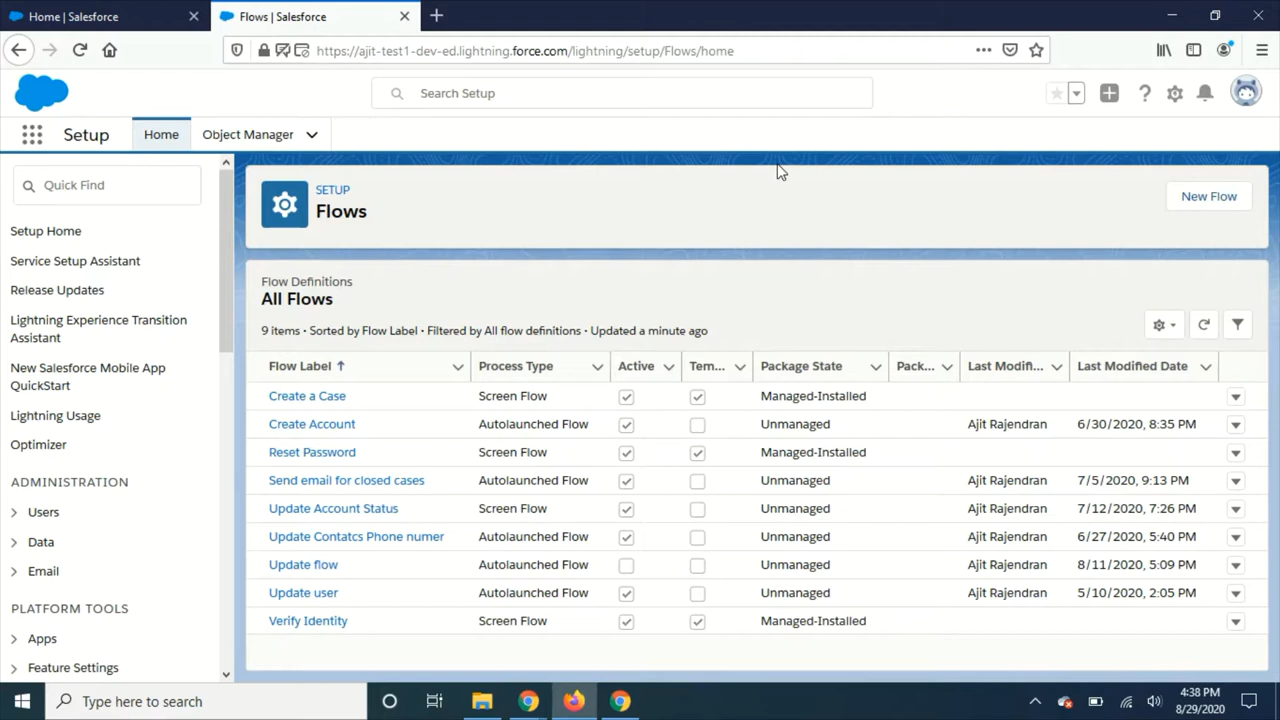 Home | Salesforce
Flows | Salesforce
https://ajit-test1-dev-ed.lightning.force.com/lightning/setup/Flows/home
Search Setup
Setup
Home
Object Manager
Quick Find
Setup Home
Service Setup Assistant
Release Updates
Lightning Experience Transition
Assistant
New Salesforce Mobile App
QuickStart
Lightning Usage
Optimizer
ADMINISTRATION
Users
Data
Email
PLATFORM TOOLS
Apps
Feature Settings
SETUP
Flows
New Flow
Flow Definitions
All Flows
9 items • Sorted by Flow Label • Filtered by All flow definitions • Updated a minute ago
Flow Label Process Type Active Tem... Package State Pack... Last Modifi... Last Modified Date
Create a Case Screen Flow Managed-Installed
Create Account Autolaunched Flow Unmanaged Ajit Rajendran 6/30/2020, 8:35 PM
Reset Password Screen Flow Managed-Installed
Send email for closed cases Autolaunched Flow Unmanaged Ajit Rajendran 7/5/2020, 9:13 PM
Update Account Status Screen Flow Unmanaged Ajit Rajendran 7/12/2020, 7:26 PM
Update Contatcs Phone numer Autolaunched Flow Unmanaged Ajit Rajendran 6/27/2020, 5:40 PM
Update flow Autolaunched Flow Unmanaged Ajit Rajendran 8/11/2020, 5:09 PM
Update user Autolaunched Flow Unmanaged Ajit Rajendran 5/10/2020, 2:05 PM
Verify Identity Screen Flow Managed-Installed
Type here to search
4:38 PM
8/29/2020